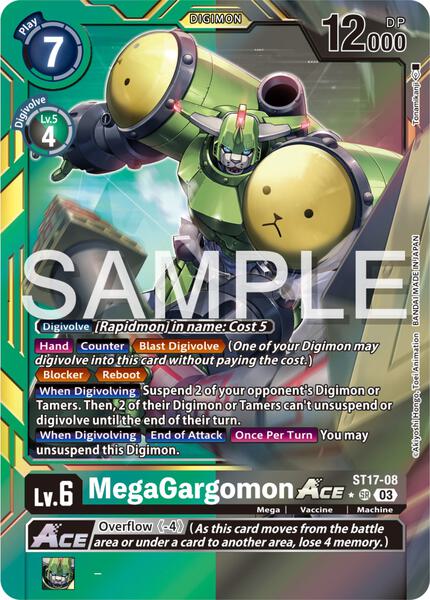 Play
7
DIGIMON
12000
DP
Digivolve
Lv.5
4
Tonamikanji
©Akiyoshi Hongo, Toei Animation BANDAI MADE IN JAPAN
SAMPLE
Digivolve [Rapidmon] in name: Cost 5
Hand Counter Blast Digivolve (One of your Digimon may
digivolve into this card without paying the cost.)
Blocker Reboot
When Digivolving Suspend 2 of your opponent's Digimon or
Tamers. Then, 2 of their Digimon or Tamers can't unsuspend or
digivolve until the end of their turn.
When Digivolving End of Attack Once Per Turn You may
unsuspend this Digimon.
Lv.6 MegaGargomon ACE
ST17-08
SR 03
Mega Vaccine Machine
ACE Overflow 《-4》 (As this card moves from the battle
area or under a card to another area, lose 4 memory.)
–